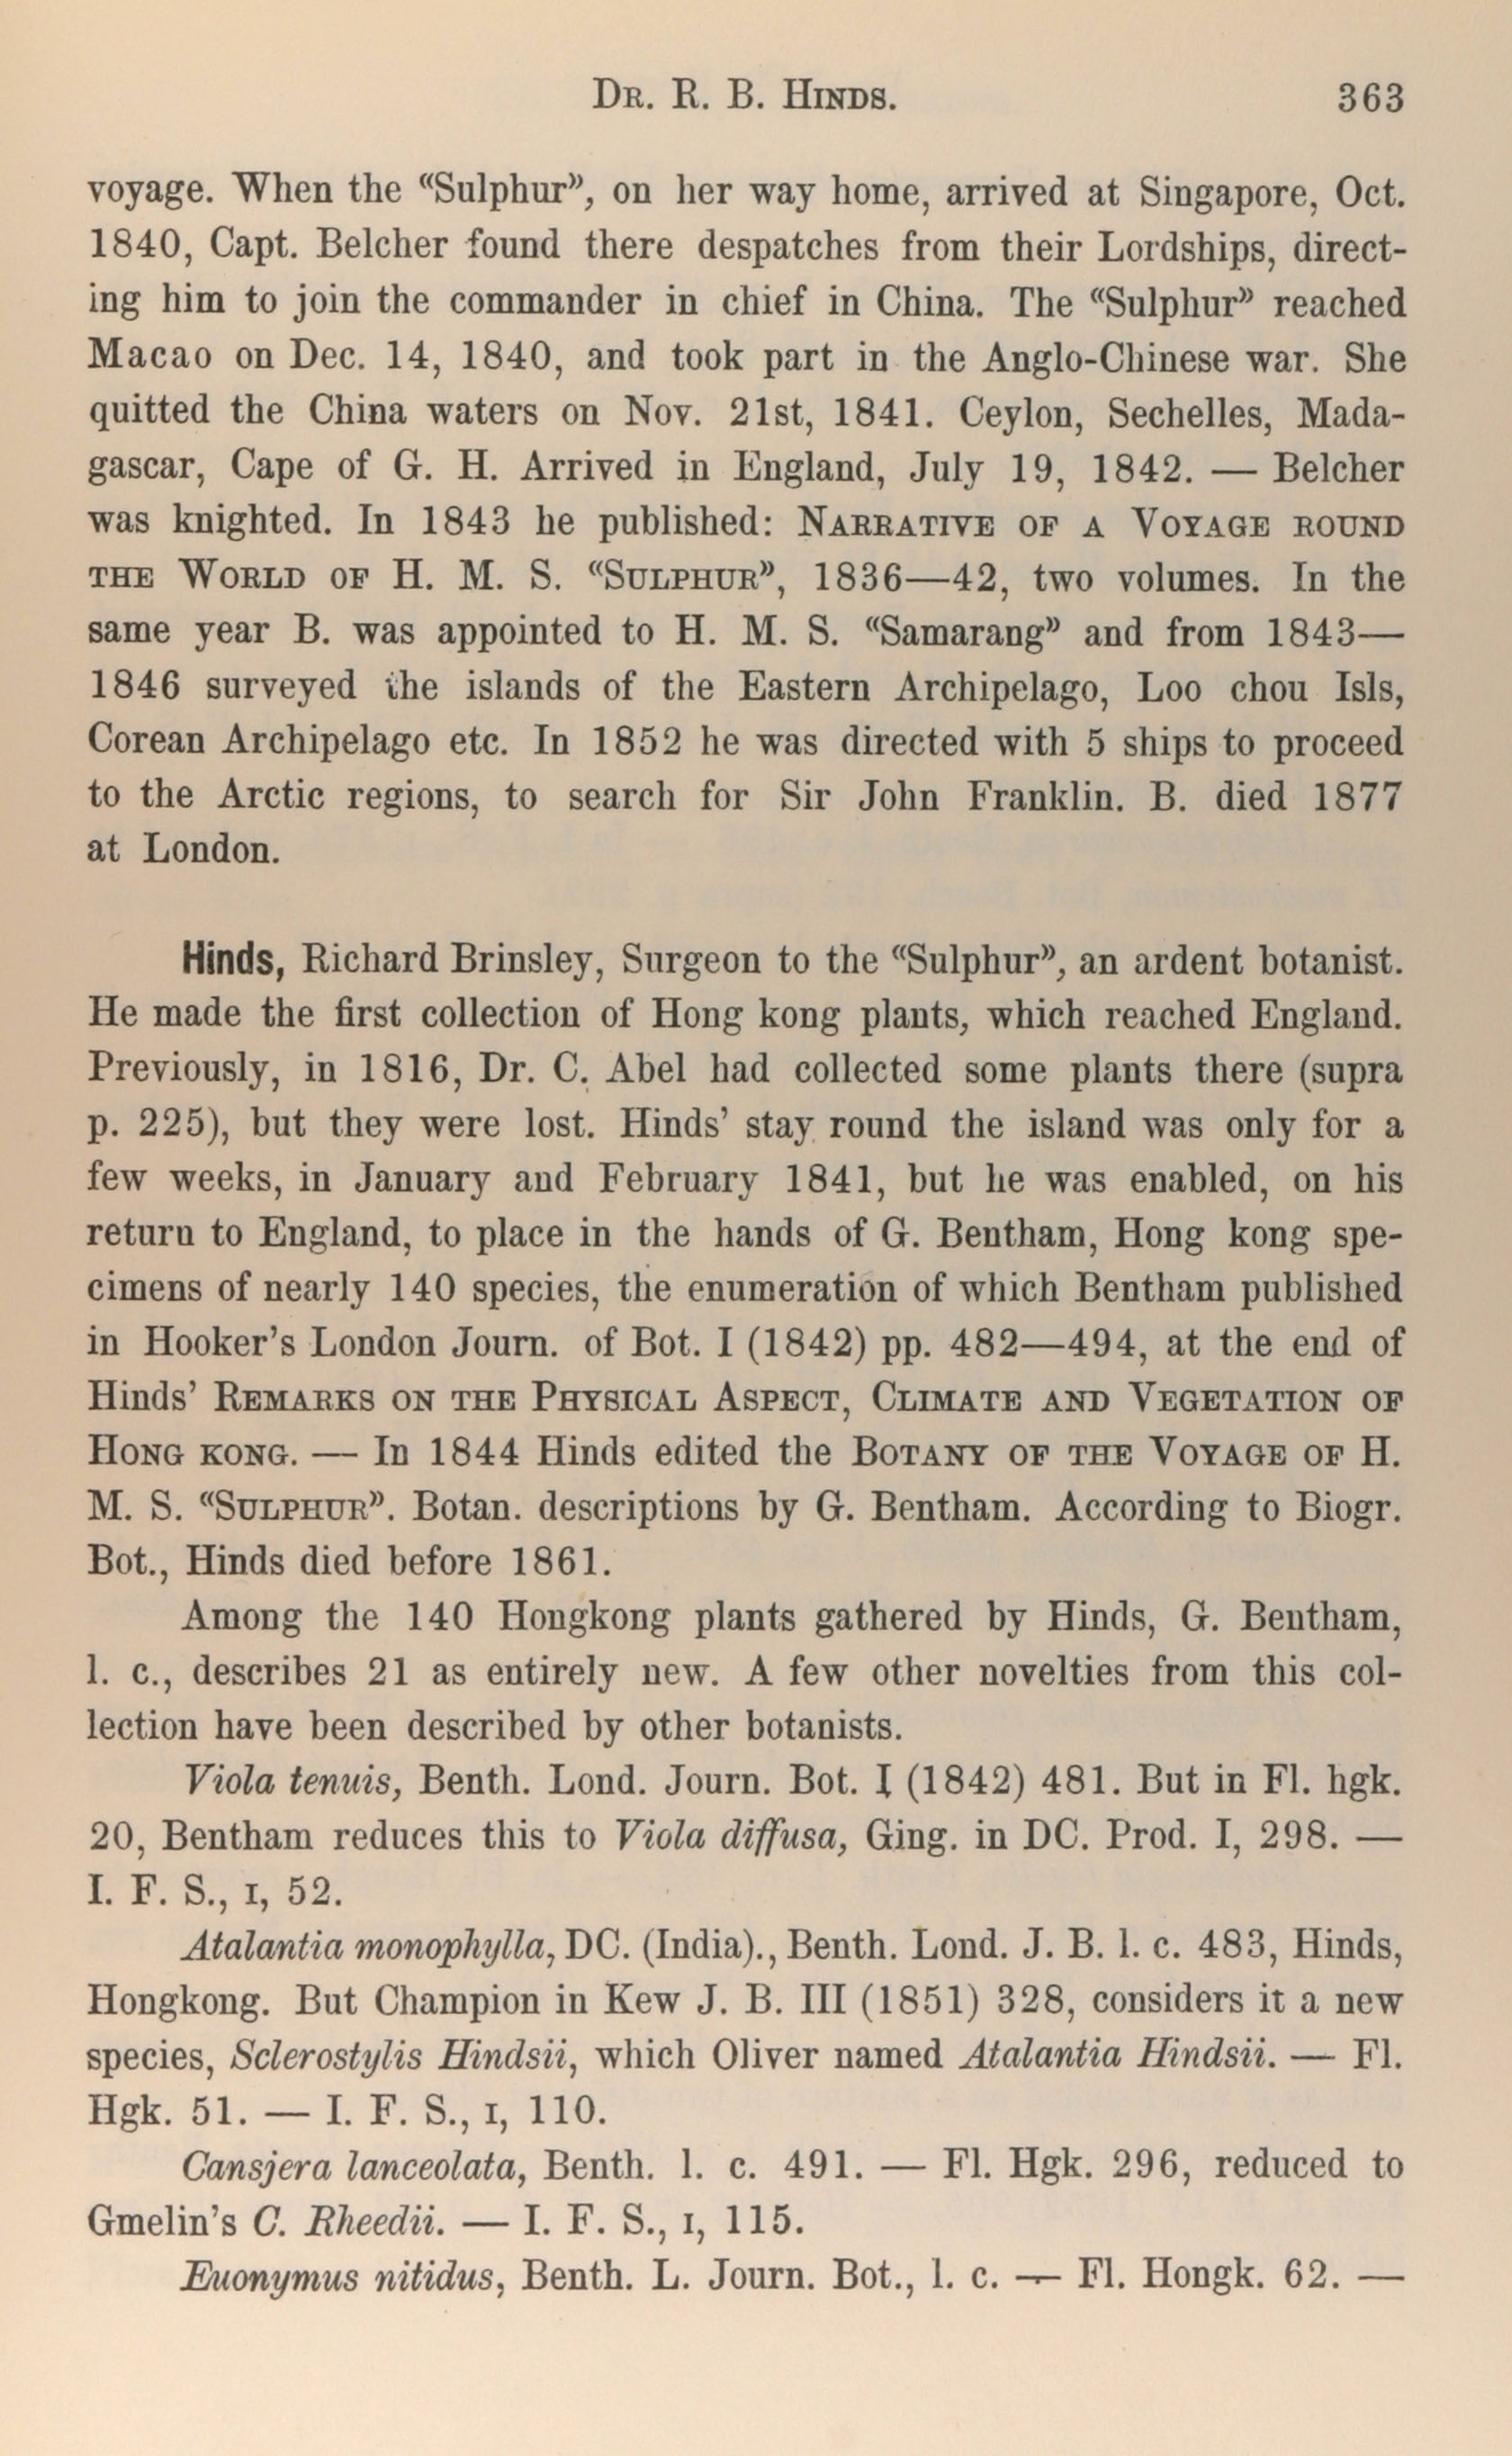 DR. R. B. HINDS. 363
voyage. When the “Sulphur”, on her way home, arrived at Singapore, Oct.
1840, Capt. Belcher found there despatches from their Lordships, direct-
ing him to join the commander in chief in China. The “Sulphur” reached
Macao on Dec. 14, 1840, and took part in the Anglo-Chinese war. She
quitted the China waters on Nov. 21st, 1841. Ceylon, Sechelles, Mada-
gascar, Cape of G. H. Arrived in England, July 19, 1842. — Belcher
was knighted. In 1843 he published: NARRATIVE OF A VOYAGE ROUND
THE WORLD OF H. M. S. “SULPHUR”, 1836—42, two volumes. In the
same year B. was appointed to H. M. S. “Samarang” and from 1843—
1846 surveyed the islands of the Eastern Archipelago, Loo chou Isls,
Corean Archipelago etc. In 1852 he was directed with 5 ships to proceed
to the Arctic regions, to search for Sir John Franklin. B. died 1877
at London.
Hinds, Richard Brinsley, Surgeon to the “Sulphur”, an ardent botanist.
He made the first collection of Hong kong plants, which reached England.
Previously, in 1816, Dr. C. Abel had collected some plants there (supra
p. 225), but they were lost. Hinds’ stay round the island was only for a
few weeks, in January and February 1841, but he was enabled, on his
return to England, to place in the hands of G. Bentham, Hong kong spe-
cimens of nearly 140 species, the enumeration of which Bentham published
in Hooker’s London Journ. of Bot. I (1842) pp. 482—494, at the end of
Hinds’ REMARKS ON THE PHYSICAL ASPECT, CLIMATE AND VEGETATION OF
HONG KONG. — In 1844 Hinds edited the BOTANY OF THE VOYAGE OF H.
M. S. “SULPHUR”. Botan. descriptions by G. Bentham. According to Biogr.
Bot., Hinds died before 1861.
Among the 140 Hongkong plants gathered by Hinds, G. Bentham,
l. c., describes 21 as entirely new. A few other novelties from this col-
lection have been described by other botanists.
Viola tenuis, Benth. Lond. Journ. Bot. I (1842) 481. But in Fl. hgk.
20, Bentham reduces this to Viola diffusa, Ging. in DC. Prod. I, 298. —
I. F. S., I, 52.
Atalantia monophylla, DC. (India)., Benth. Lond. J. B. l. c. 483, Hinds,
Hongkong. But Champion in Kew J. B. III (1851) 328, considers it a new
species, Sclerostylis Hindsii, which Oliver named Atalantia Hindsii. — Fl.
Hgk. 51. — I. F. S., I, 110.
Cansjera lanceolata, Benth. l. c. 491. — Fl. Hgk. 296, reduced to
Gmelin’s C. Rheedii. — I. F. S., I, 115.
Euonymus nitidus, Benth. L. Journ. Bot., l. c. — Fl. Hongk. 62. —